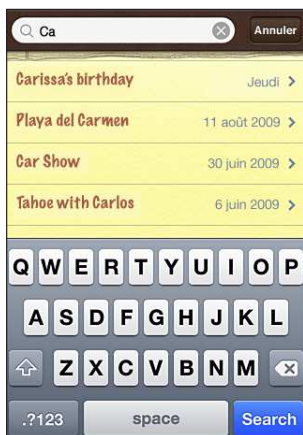 Ca Annuler
Carissa's birthday Jeudi
Playa del Carmen 11 août 2009
Car Show 30 juin 2009
Tahoe with Carlos 6 juin 2009
Q W E R T Y U I O P
A S D F G H J K L
Z X C V B N M
.?123 space Search